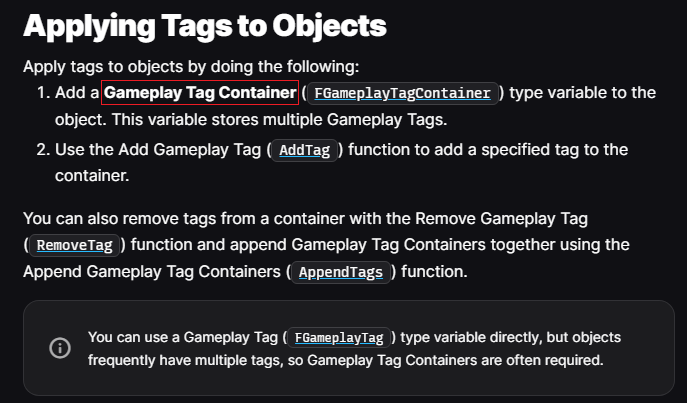 Applying Tags to Objects
Apply tags to objects by doing the following:
1. Add a Gameplay Tag Container (FGameplayTagContainer) type variable to the
object. This variable stores multiple Gameplay Tags.
2. Use the Add Gameplay Tag (AddTag) function to add a specified tag to the
container.
You can also remove tags from a container with the Remove Gameplay Tag
(RemoveTag) function and append Gameplay Tag Containers together using the
Append Gameplay Tag Containers (AppendTags) function.
You can use a Gameplay Tag (FGameplayTag) type variable directly, but objects
frequently have multiple tags, so Gameplay Tag Containers are often required.